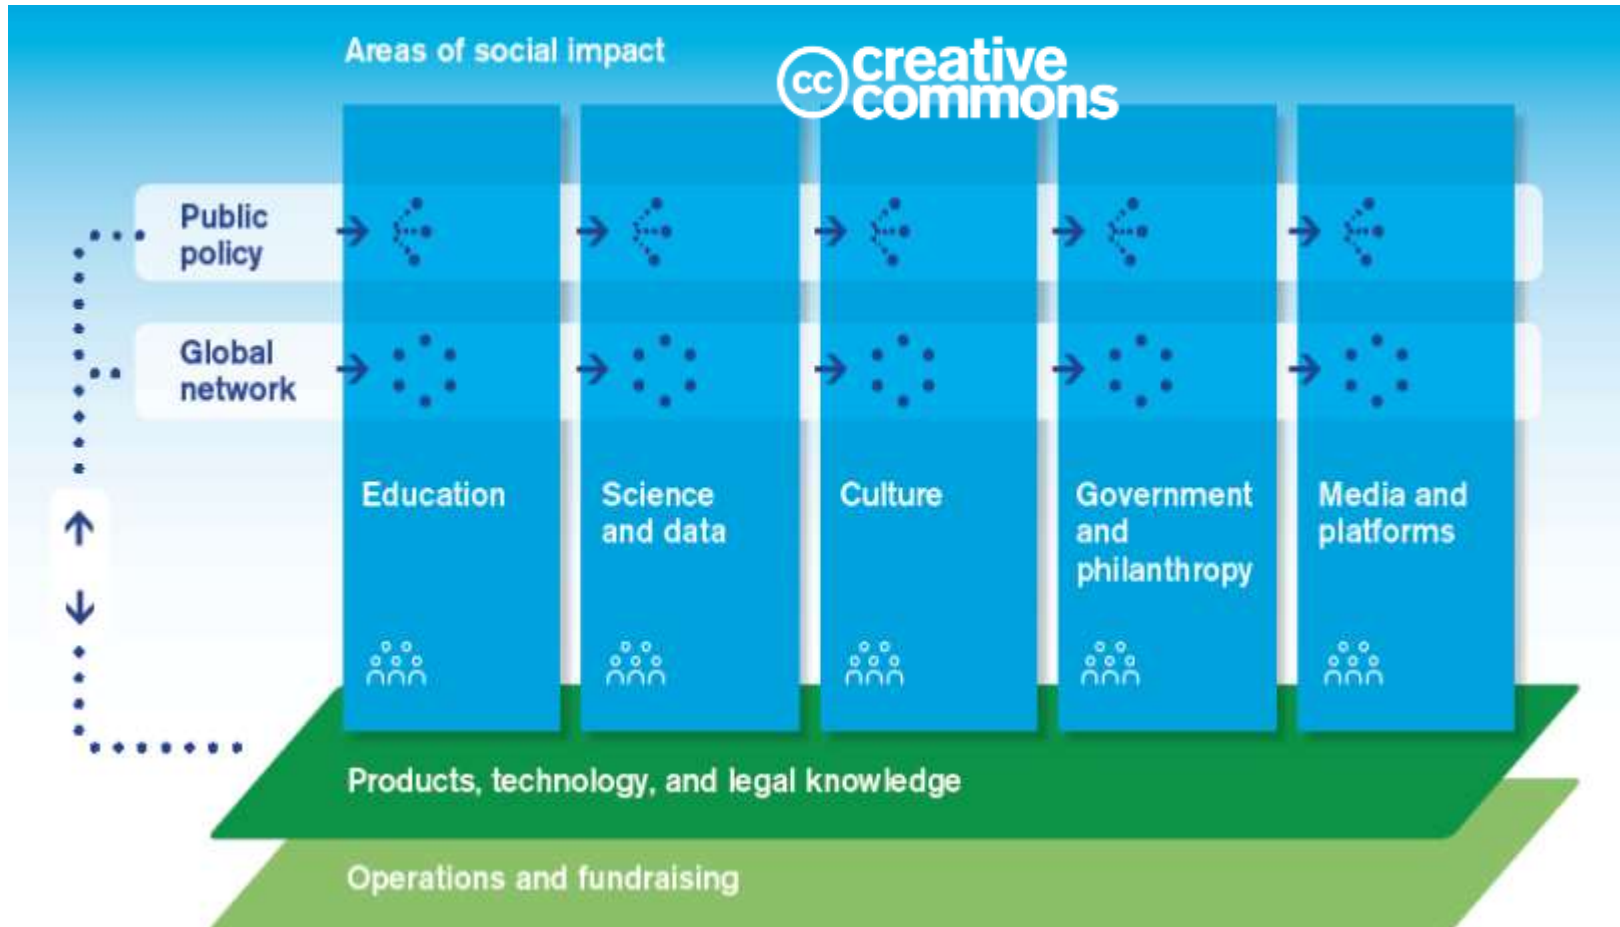 Areas of social impact
cc creative
commons
Public
policy
Global
network
Education
Science
and data
Culture
Government
and
philanthropy
Media and
platforms
Products, technology, and legal knowledge
Operations and fundraising